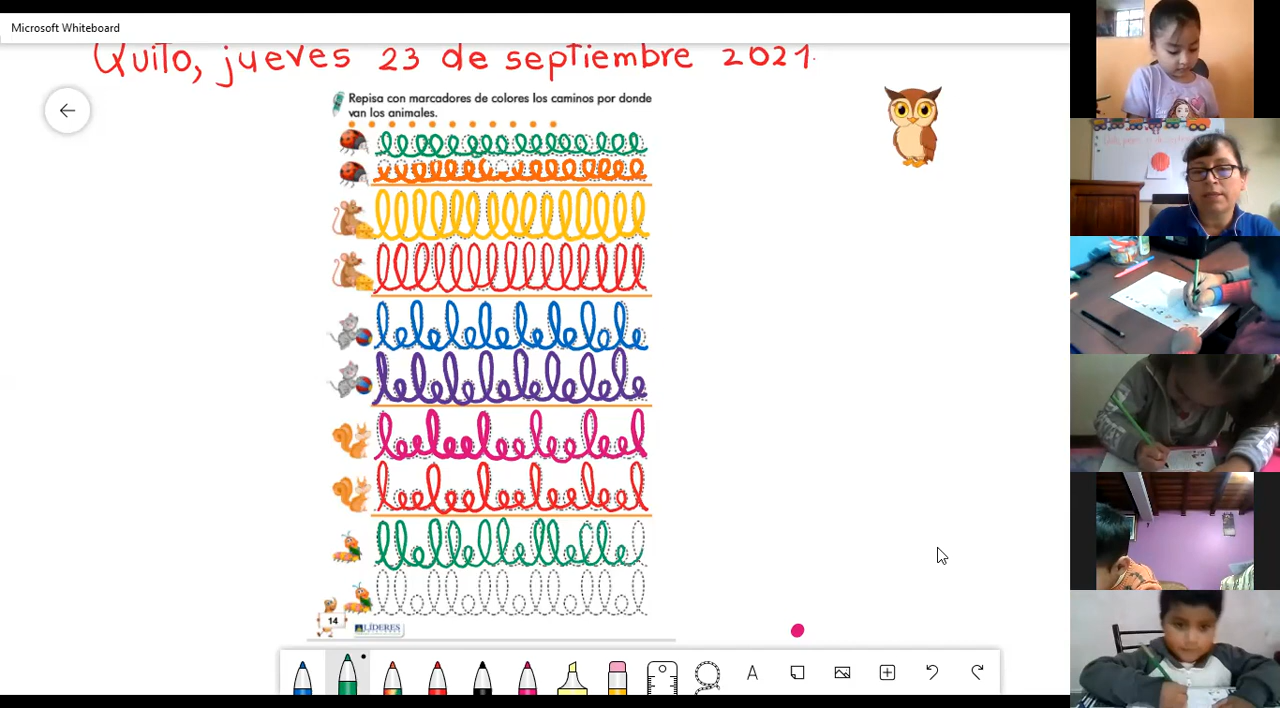 Microsoft Whiteboard
Quito, jueves 23 de septiembre 2021
Repisa con marcadores de colores los caminos por donde
van los animales.
14
LÍDERES
A